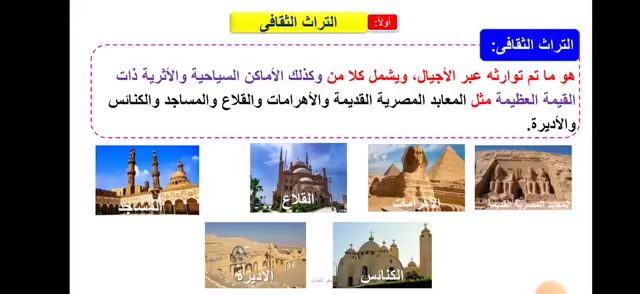 أولاً:
التراث الثقافى
التراث الثقافى:
هو ما تم توارثه عبر الأجيال، ويشمل كلا من وكذلك الأماكن السياحية والأثرية ذات
القيمة العظيمة مثل المعابد المصرية القديمة والأهرامات والقلاع والمساجد والكنائس
والأديرة.
المعابد المصرية القديمة
الأهرامات
القلاع
المساجد
الكنائس
الأديرة